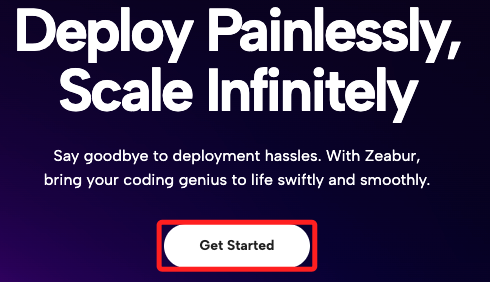 Deploy Painlessly,
Scale Infinitely
Say goodbye to deployment hassles. With Zeabur,
bring your coding genius to life swiftly and smoothly.
Get Started